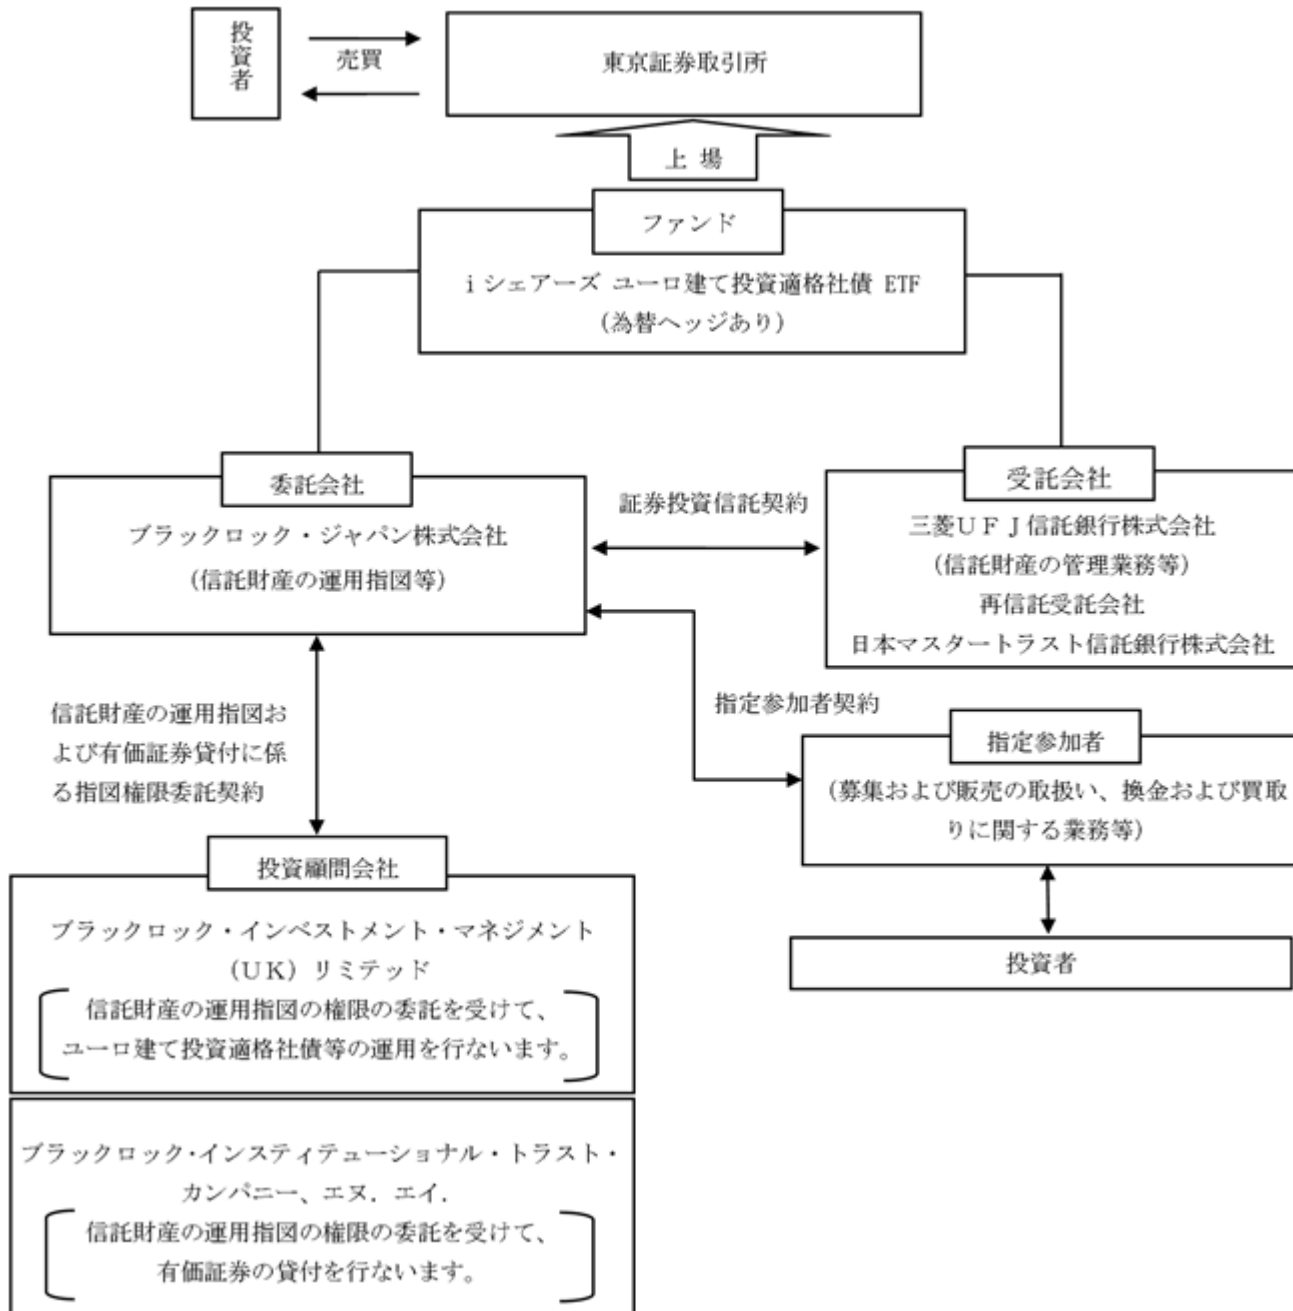 投資者
売買
東京証券取引所
上 場
ファンド
i シェアーズ ユーロ建て投資適格社債 ETF
（為替ヘッジあり）
委託会社
ブラックロック・ジャパン株式会社
（信託財産の運用指図等）
証券投資信託契約
受託会社
三菱ＵＦＪ信託銀行株式会社
（信託財産の管理業務等）
再信託受託会社
日本マスタートラスト信託銀行株式会社
信託財産の運用指図お
よび有価証券貸付に係
る指図権限委託契約
指定参加者契約
指定参加者
（募集および販売の取扱い、換金および買取
りに関する業務等）
投資者
投資顧問会社
ブラックロック・インベストメント・マネジメント
（ＵＫ）リミテッド
信託財産の運用指図の権限の委託を受けて、
ユーロ建て投資適格社債等の運用を行ないます。
ブラックロック・インスティテューショナル・トラスト・
カンパニー、エヌ．エイ．
信託財産の運用指図の権限の委託を受けて、
有価証券の貸付を行ないます。